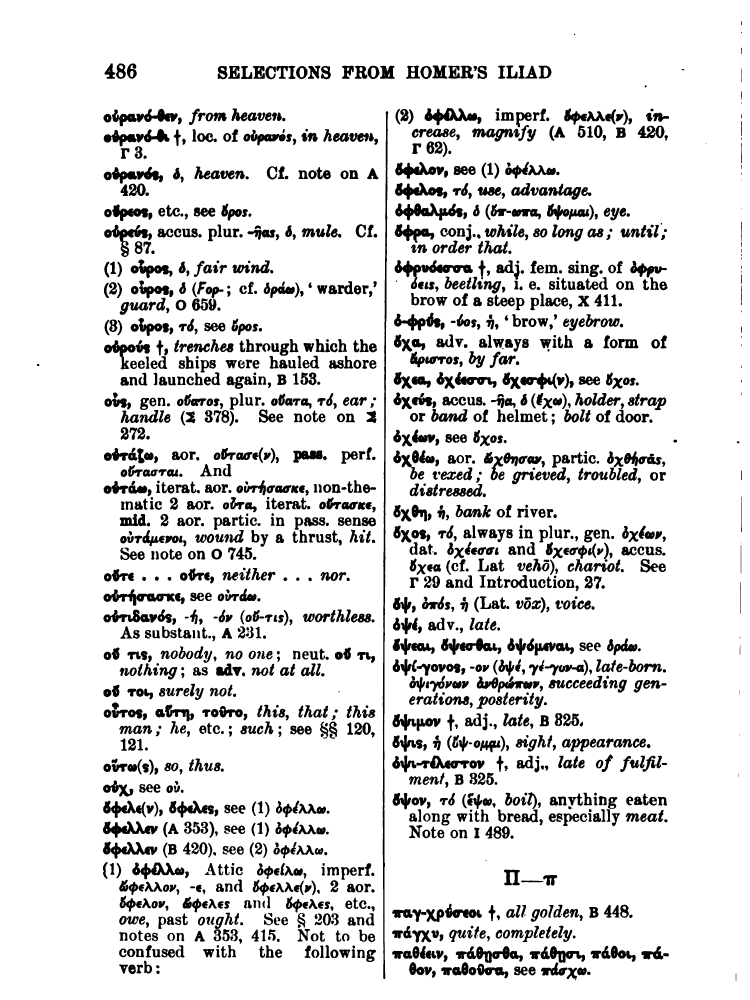 486 SELECTIONS FROM HOMER'S ILIAD
οὐρανό-θεν, from heaven.
οὐρανό-θι †, loc. of οὐρανός, in heaven,
Γ 3.
οὐρανός, ὁ, heaven. Cf. note on A
420.
οὔρεος, etc., see ὄρος.
οὐρεύς, accus. plur. -ῆας, ὁ, mule. Cf.
§ 87.
(1) οὖρος, ὁ, fair wind.
(2) οὖρος, ὁ (Fορ-; cf. ὁράω), ‘warder,’
guard, O 659.
(3) οὖρος, τό, see ὄρος.
οὐρούς †, trenches through which the
keeled ships were hauled ashore
and launched again, B 153.
οὖς, gen. οὔατος, plur. οὔατα, τό, ear;
handle (Σ 378). See note on Σ
272.
οὐτάζω, aor. οὔτασε(ν), pass. perf.
οὔτασται. And
οὐτάω, iterat. aor. οὐτήσασκε, non-the-
matic 2 aor. οὖτα, iterat. οὔτασκε,
mid. 2 aor. partic. in pass. sense
οὐτάμενοι, wound by a thrust, hit.
See note on O 745.
οὔτε . . . οὔτε, neither . . . nor.
οὐτήσασκε, see οὐτάω.
οὐτιδανός, -ή, -όν (οὔ-τις), worthless.
As substant., A 231.
οὔ τις, nobody, no one; neut. οὔ τι,
nothing; as adv. not at all.
οὔ τοι, surely not.
οὗτος, αὕτη, τοῦτο, this, that; this
man; he, etc.; such; see §§ 120,
121.
οὕτω(ς), so, thus.
οὐχ, see οὐ.
ὄφελε(ν), ὄφελες, see (1) ὀφέλλω.
ὄφελλεν (A 353), see (1) ὀφέλλω.
ὄφελλεν (B 420), see (2) ὀφέλλω.
(1) ὀφέλλω, Attic ὀφείλω, imperf.
ὤφελλον, -ε, and ὄφελλε(ν), 2 aor.
ὄφελον, ὤφελες and ὄφελες, etc.,
owe, past ought. See § 203 and
notes on A 353, 415. Not to be
confused with the following
verb:
(2) ὀφέλλω, imperf. ὄφελλε(ν), in-
crease, magnify (A 510, B 420,
Γ 62).
ὄφελον, see (1) ὀφέλλω.
ὄφελος, τό, use, advantage.
ὀφθαλμός, ὁ (ὄπ-ωπα, ὄψομαι), eye.
ὄφρα, conj., while, so long as; until;
in order that.
ὀφρυόεσσα †, adj. fem. sing. of ὀφρυ-
όεις, beetling, i. e. situated on the
brow of a steep place, X 411.
ὀ-φρύς, -ύος, ἡ, ‘brow,’ eyebrow.
ὄχα, adv. always with a form of
ἄριστος, by far.
ὄχεα, ὀχέεσσι, ὄχεσφι(ν), see ὄχος.
ὀχεύς, accus. -ῆα, ὁ (ἔχω), holder, strap
or band of helmet; bolt of door.
ὀχέων, see ὄχος.
ὀχθέω, aor. ὤχθησαν, partic. ὀχθήσᾱς,
be vexed; be grieved, troubled, or
distressed.
ὄχθη, ἡ, bank of river.
ὄχος, τό, always in plur., gen. ὀχέων,
dat. ὀχέεσσι and ὄχεσφι(ν), accus.
ὄχεα (cf. Lat vehō), chariot. See
Γ 29 and Introduction, 27.
ὄψ, ὀπός, ἡ (Lat. vōx), voice.
ὀψέ, adv., late.
ὄψεαι, ὄψεσθαι, ὀψόμεναι, see ὁράω.
ὀψί-γονος, -ον (ὀψέ, γέ-γον-α), late-born.
ὀψιγόνων ἀνθρώπων, succeeding gen-
erations, posterity.
ὄψιμον †, adj., late, B 325.
ὄψις, ἡ (ὄψ-ομαι), sight, appearance.
ὀψι-τέλεστον †, adj., late of fulfil-
ment, B 325.
ὄψον, τό (ἕψω, boil), anything eaten
along with bread, especially meat.
Note on I 489.
Π—π
παγ-χρύσεοι †, all golden, B 448.
πάγχυ, quite, completely.
παθέειν, πάθησθα, πάθησι, πάθοι, πά-
θον, παθοῦσα, see πάσχω.